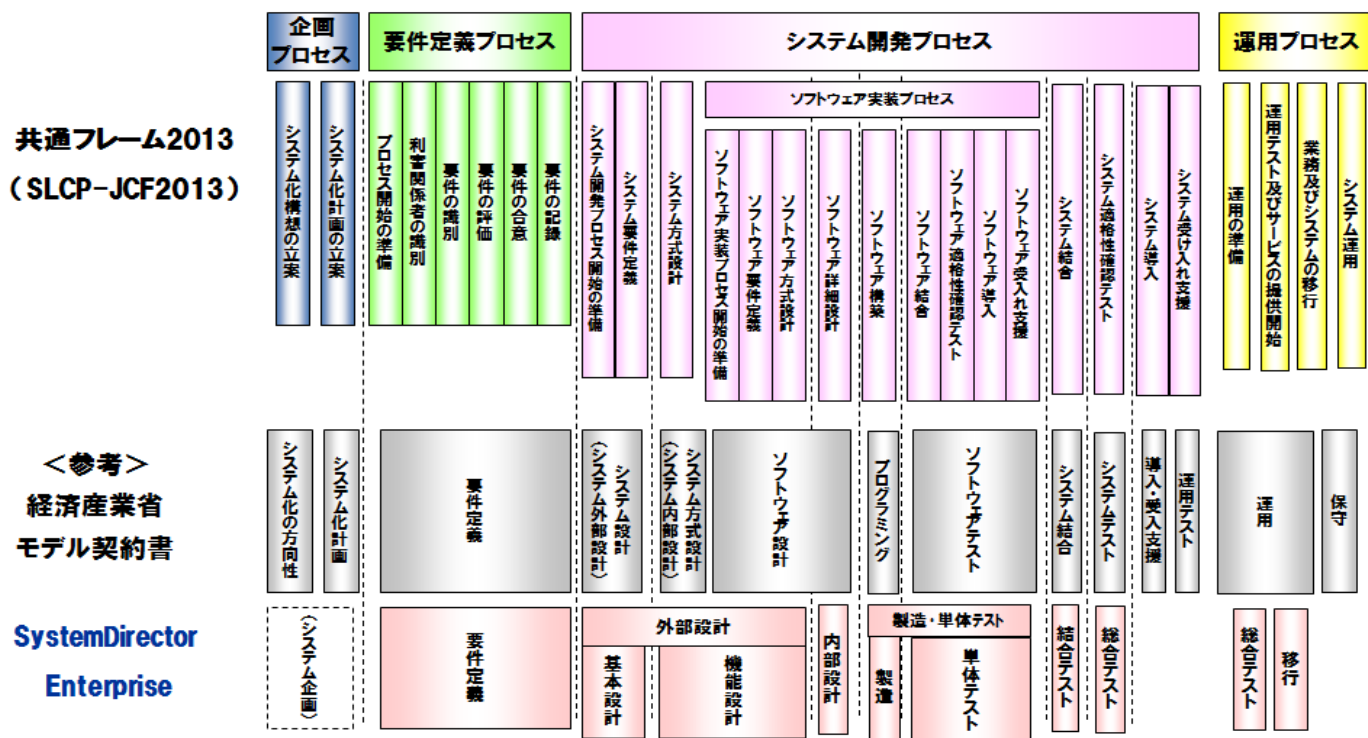 企画
プロセス
要件定義プロセス
システム開発プロセス
運用プロセス
共通フレーム2013
(SLCP-JCF2013)
システム化構想の立案
システム化計画の立案
プロセス開始の準備
利害関係者の識別
要件の識別
要件の評価
要件の合意
要件の記録
システム開発プロセス開始の準備
システム要件定義
システム方式設計
ソフトウェア実装プロセス
ソフトウェア実装プロセス開始の準備
ソフトウェア要件定義
ソフトウェア方式設計
ソフトウェア詳細設計
ソフトウェア構築
ソフトウェア結合
ソフトウェア適格性確認テスト
ソフトウェア導入
ソフトウェア受入れ支援
システム結合
システム適格性確認テスト
システム導入
システム受け入れ支援
運用の準備
運用テスト及びサービスの提供開始
業務及びシステムの移行
システム運用
<参考>
経済産業省
モデル契約書
システム化の方向性
システム化計画
要件定義
システム設計
(システム外部設計)
システム方式設計
(システム内部設計)
ソフトウェア設計
プログラミング
ソフトウェアテスト
システム結合
システムテスト
導入・受入支援
運用テスト
運用
保守
SystemDirector
Enterprise
(システム企画)
要件定義
外部設計
基本設計
機能設計
内部設計
製造・単体テスト
製造
単体テスト
結合テスト
総合テスト
総合テスト
移行